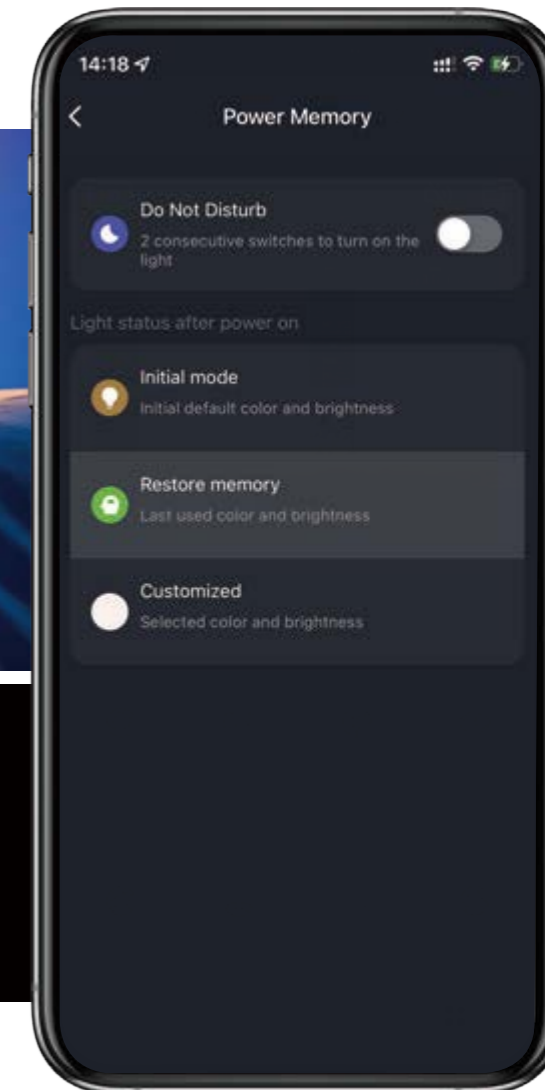 14:18
Power Memory
Do Not Disturb
2 consecutive switches to turn on the
light
Light status after power on
Initial mode
Initial default color and brightness
Restore memory
Last used color and brightness
Customized
Selected color and brightness